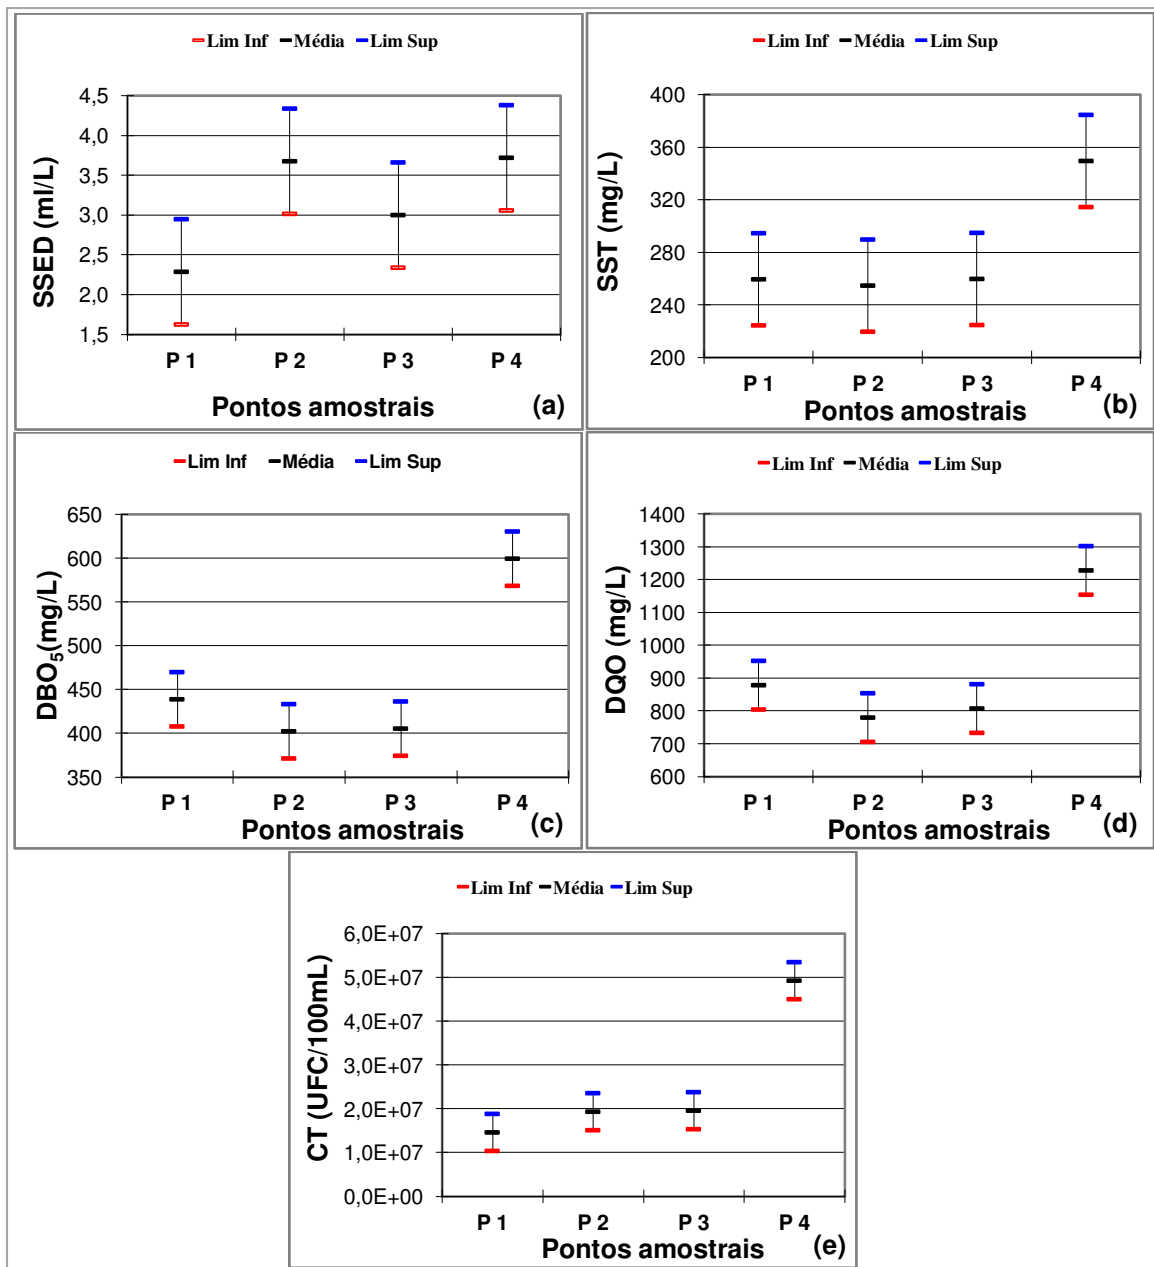 Lim Inf Média Lim Sup
4,5
4,0
3,5
3,0
2,5
2,0
1,5
SSED (ml/L)
P 1 P 2 P 3 P 4
Pontos amostrais (a)
Lim Inf Média Lim Sup
400
360
320
280
240
200
SST (mg/L)
P 1 P 2 P 3 P 4
Pontos amostrais (b)
Lim Inf Média Lim Sup
650
600
550
500
450
400
350
DBO₅(mg/L)
P 1 P 2 P 3 P 4
Pontos amostrais (c)
Lim Inf Média Lim Sup
1400
1300
1200
1100
1000
900
800
700
600
DQO (mg/L)
P 1 P 2 P 3 P 4
Pontos amostrais (d)
Lim Inf Média Lim Sup
6,0E+07
5,0E+07
4,0E+07
3,0E+07
2,0E+07
1,0E+07
0,0E+00
CT (UFC/100mL)
P 1 P 2 P 3 P 4
Pontos amostrais (e)